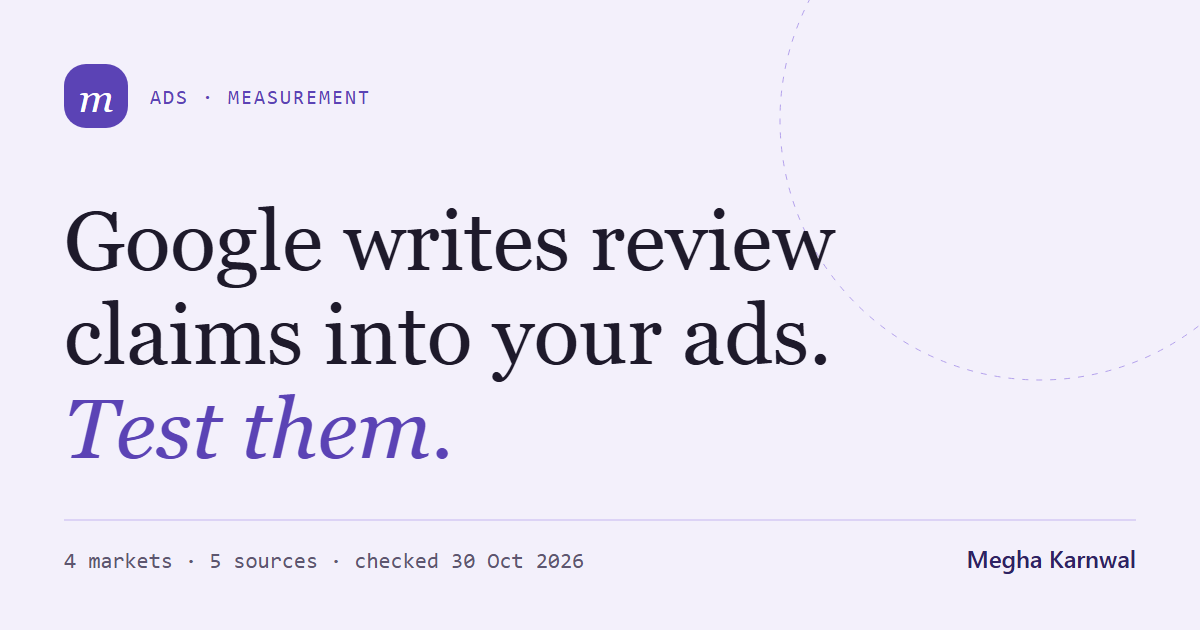 m
ADS · MEASUREMENT
Google writes review
claims into your ads.
Test them.
4 markets · 5 sources · checked 30 Oct 2026
Megha Karnwal